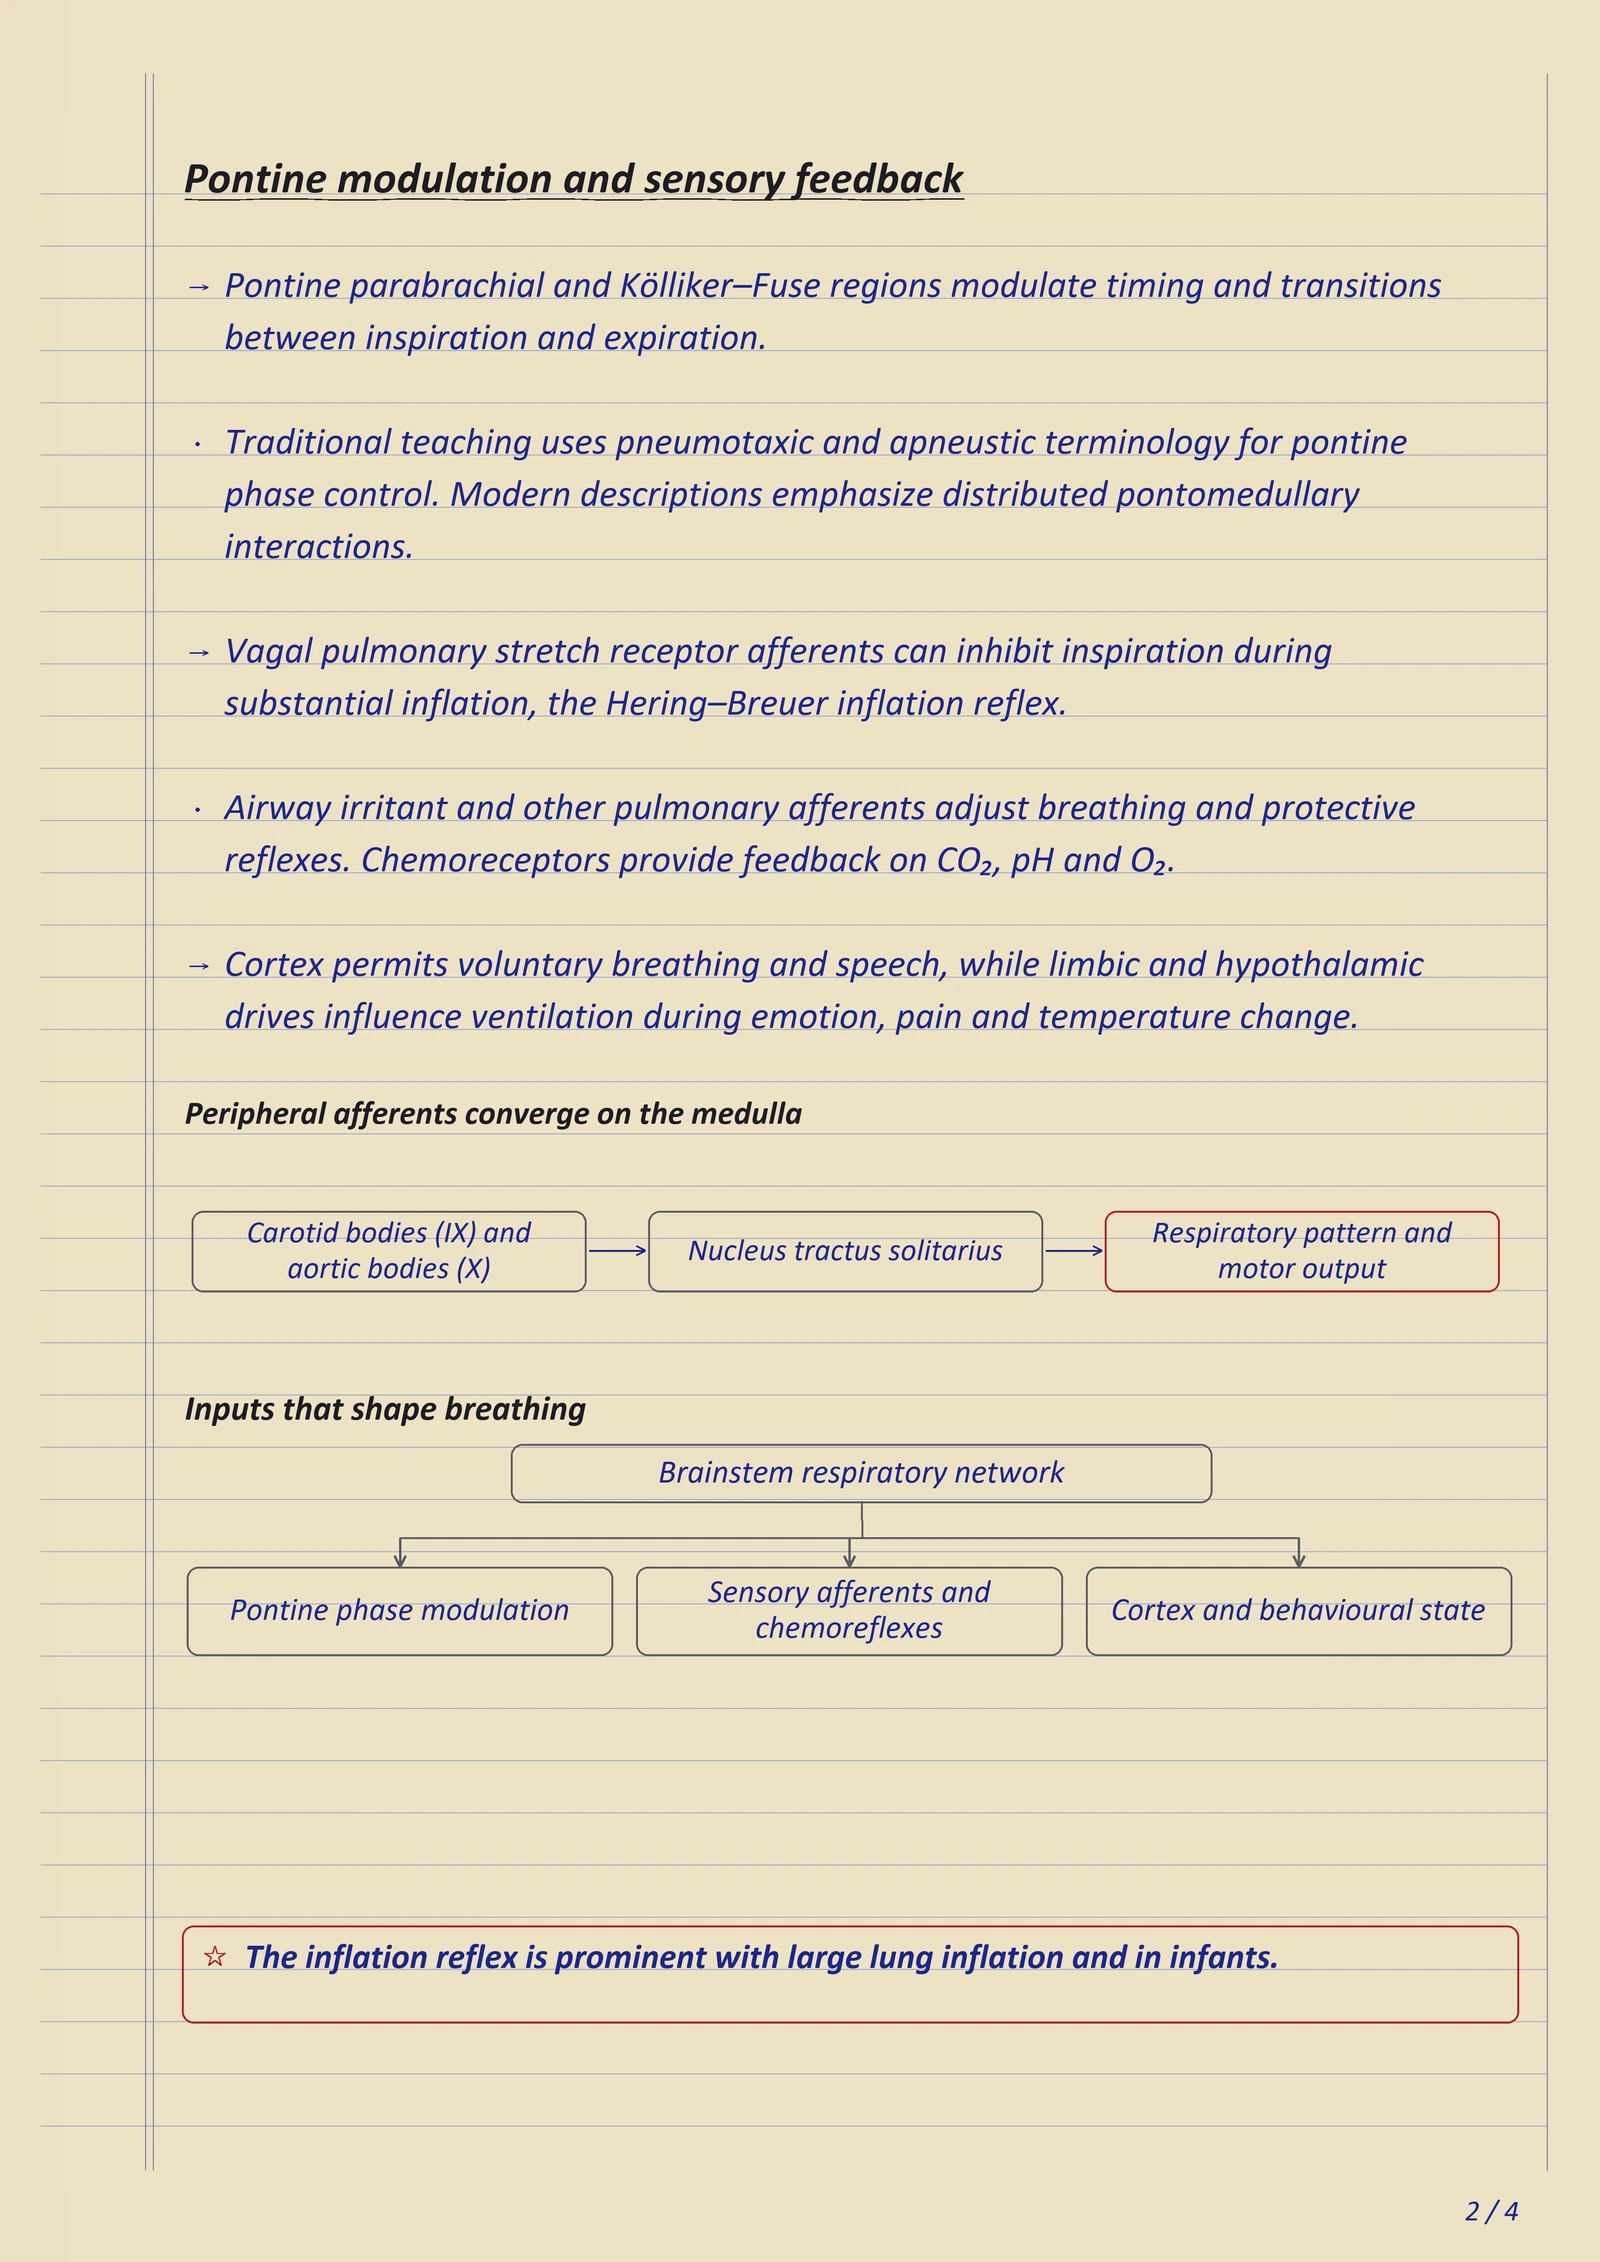 Pontine modulation and sensory feedback
→ Pontine parabrachial and Kölliker–Fuse regions modulate timing and transitions
between inspiration and expiration.
· Traditional teaching uses pneumotaxic and apneustic terminology for pontine
phase control. Modern descriptions emphasize distributed pontomedullary
interactions.
→ Vagal pulmonary stretch receptor afferents can inhibit inspiration during
substantial inflation, the Hering–Breuer inflation reflex.
· Airway irritant and other pulmonary afferents adjust breathing and protective
reflexes. Chemoreceptors provide feedback on CO₂, pH and O₂.
→ Cortex permits voluntary breathing and speech, while limbic and hypothalamic
drives influence ventilation during emotion, pain and temperature change.
Peripheral afferents converge on the medulla
Carotid bodies (IX) and
aortic bodies (X)
Nucleus tractus solitarius
Respiratory pattern and
motor output
Inputs that shape breathing
Brainstem respiratory network
Pontine phase modulation
Sensory afferents and
chemoreflexes
Cortex and behavioural state
☆ The inflation reflex is prominent with large lung inflation and in infants.
2 / 4